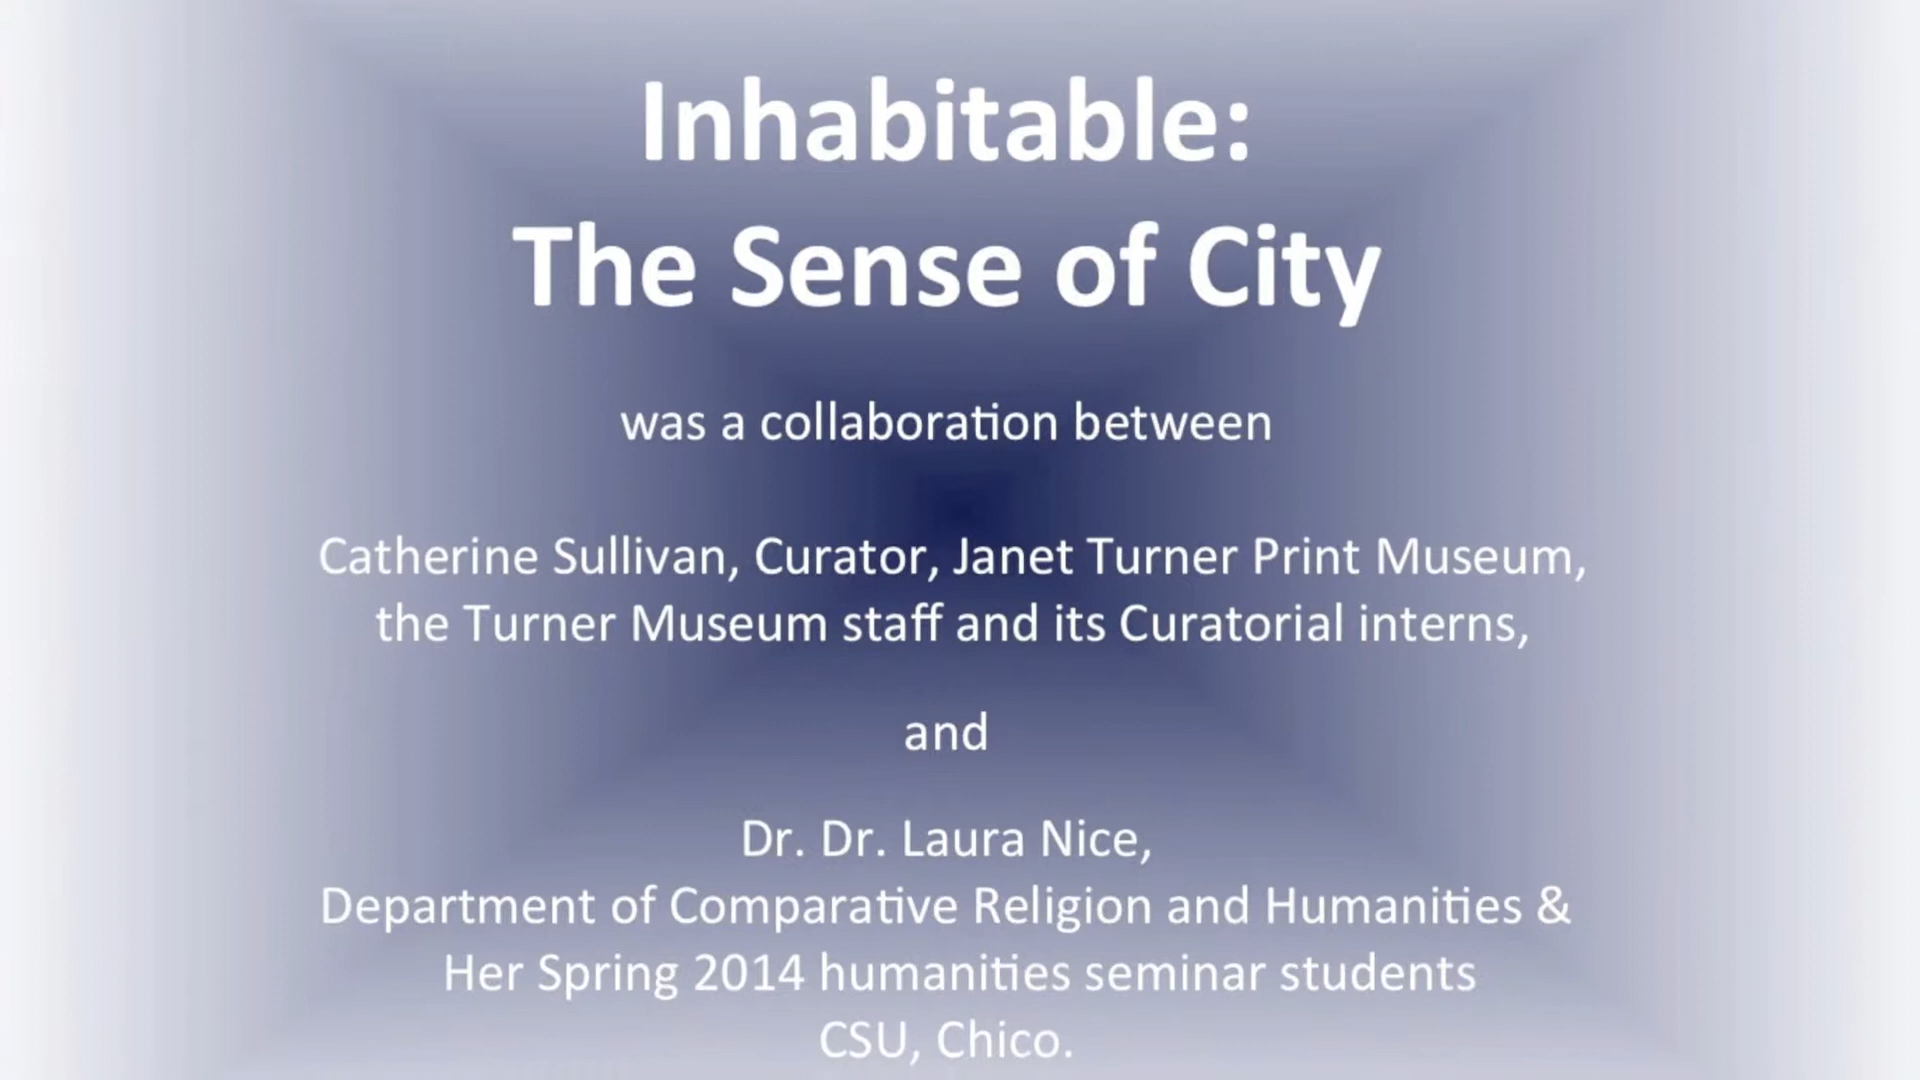 Inhabitable:
The Sense of City
was a collaboration between
Catherine Sullivan, Curator, Janet Turner Print Museum,
the Turner Museum staff and its Curatorial interns,
and
Dr. Dr. Laura Nice,
Department of Comparative Religion and Humanities &
Her Spring 2014 humanities seminar students
CSU, Chico.